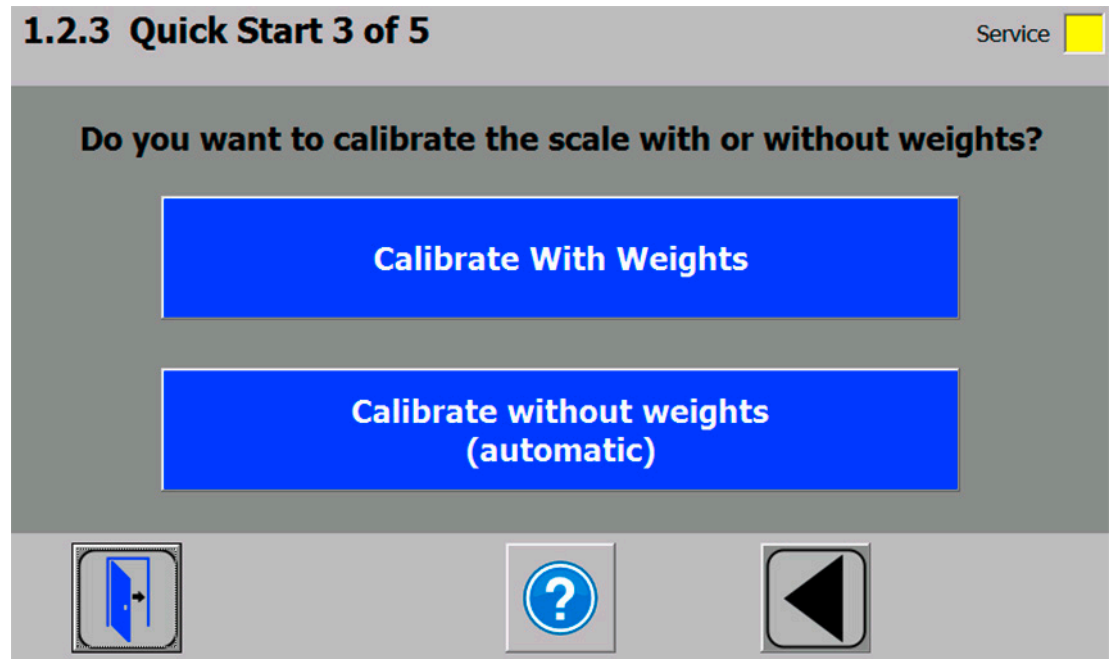 1.2.3 Quick Start 3 of 5
Service
Do you want to calibrate the scale with or without weights?
Calibrate With Weights
Calibrate without weights
(automatic)
?